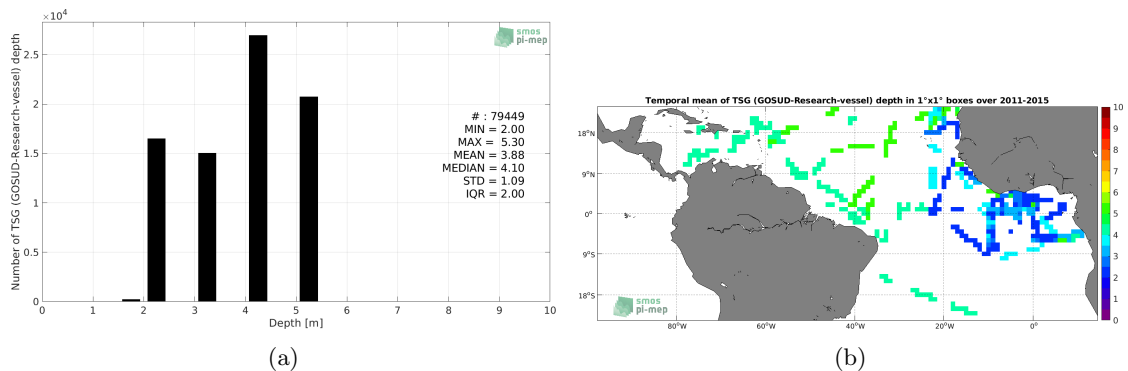 ×10⁴
smos
pi-mep
Number of TSG (GOSUD-Research-vessel) depth
2.5
2
1.5
1
0.5
0
# : 79449
MIN = 2.00
MAX = 5.30
MEAN = 3.88
MEDIAN = 4.10
STD = 1.09
IQR = 2.00
0 1 2 3 4 5 6 7 8 9 10
Depth [m]
(a)
Temporal mean of TSG (GOSUD-Research-vessel) depth in 1°x1° boxes over 2011-2015
18°N
9°N
0°
9°S
18°S
80°W 60°W 40°W 20°W 0°
smos
pi-mep
10
9
8
7
6
5
4
3
2
1
0
(b)